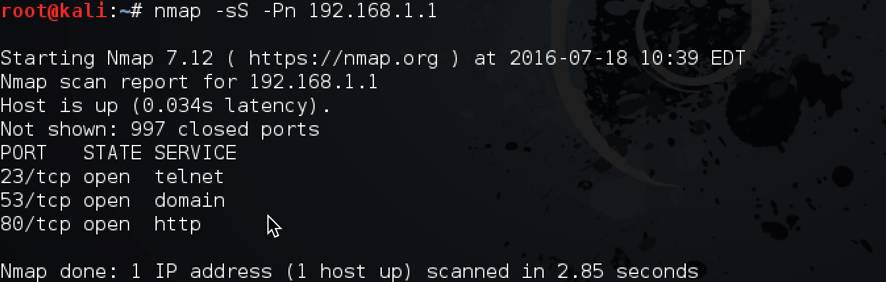 root@kali:~# nmap -sS -Pn 192.168.1.1
Starting Nmap 7.12 ( https://nmap.org ) at 2016-07-18 10:39 EDT
Nmap scan report for 192.168.1.1
Host is up (0.034s latency).
Not shown: 997 closed ports
PORT   STATE SERVICE
23/tcp open  telnet
53/tcp open  domain
80/tcp open  http
Nmap done: 1 IP address (1 host up) scanned in 2.85 seconds